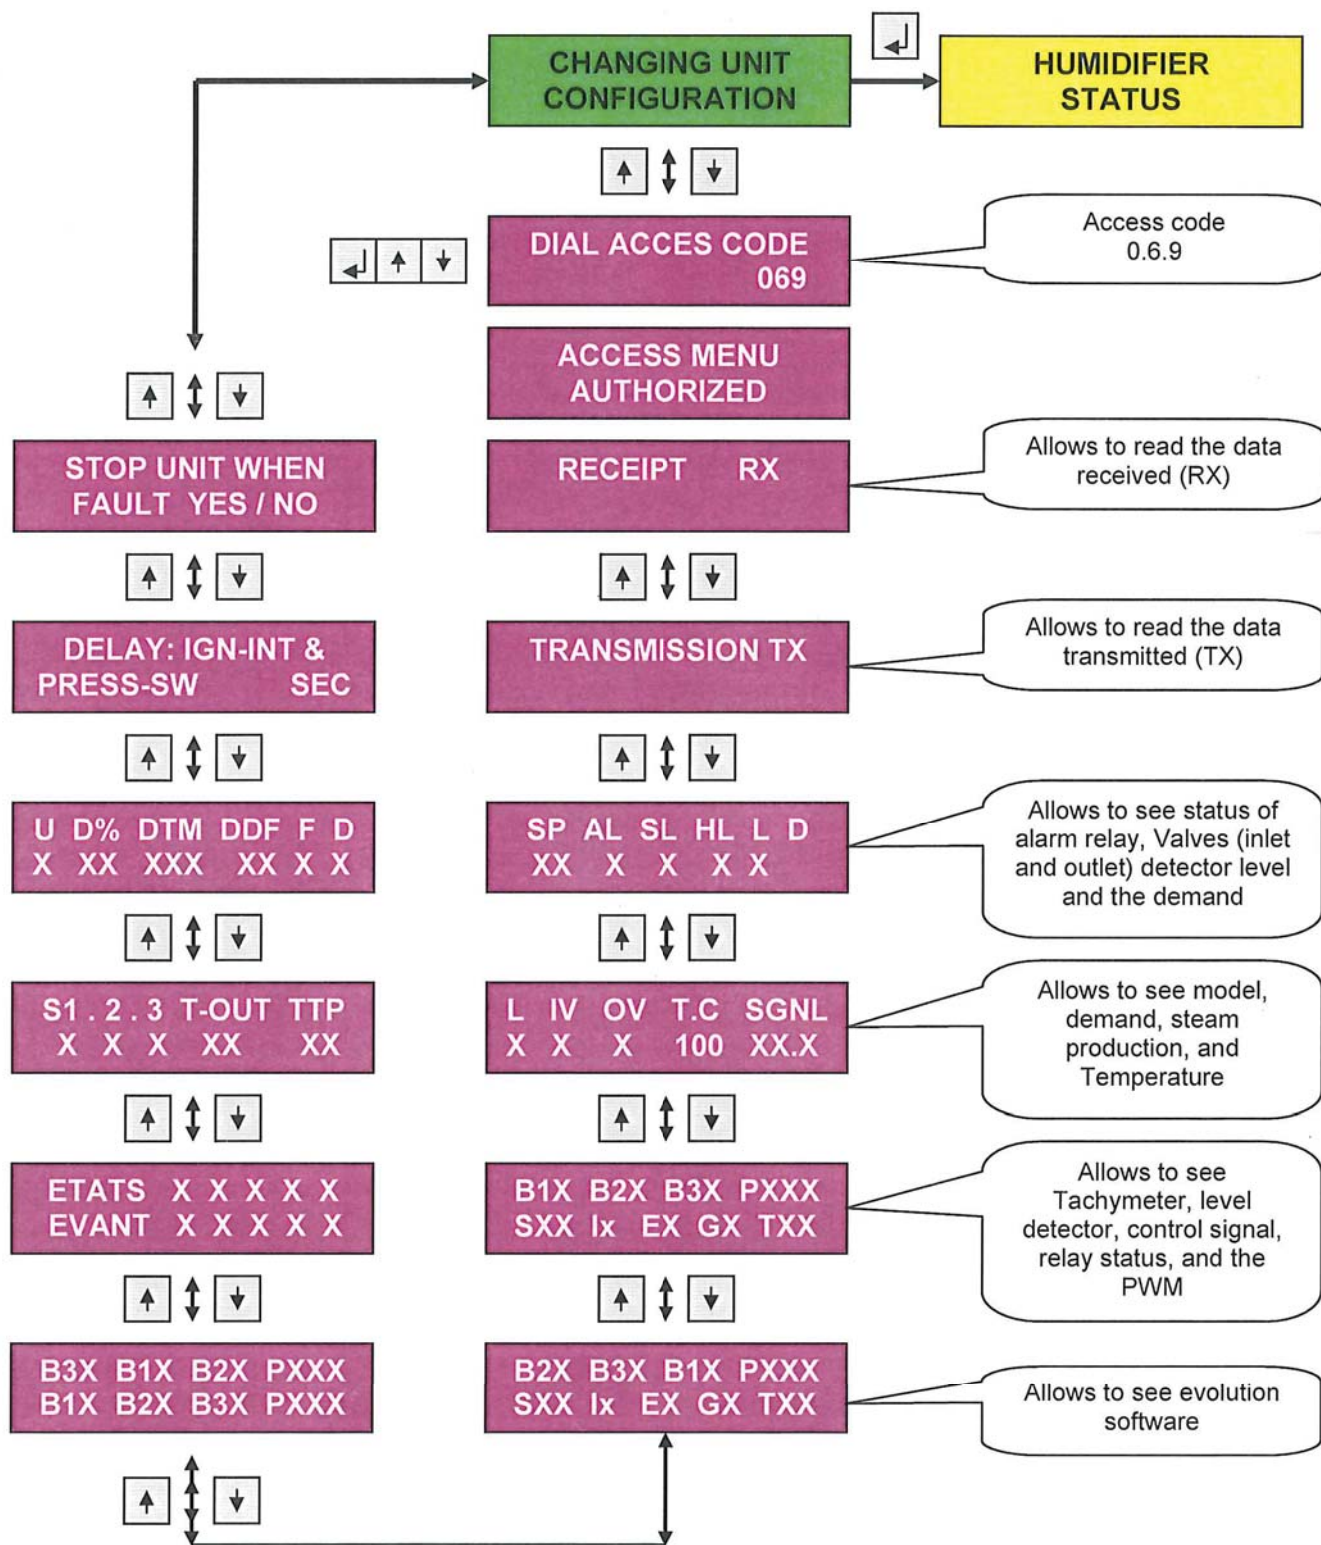 CHANGING UNIT
CONFIGURATION
HUMIDIFIER
STATUS
DIAL ACCES CODE
069
Access code
0.6.9
ACCESS MENU
AUTHORIZED
RECEIPT RX
Allows to read the data
received (RX)
TRANSMISSION TX
Allows to read the data
transmitted (TX)
SP AL SL HL L D
XX X X X X
Allows to see status of
alarm relay, Valves (inlet
and outlet) detector level
and the demand
L IV OV T.C SGNL
X X X 100 XX.X
Allows to see model,
demand, steam
production, and
Temperature
B1X B2X B3X PXXX
SXX Ix EX GX TXX
Allows to see
Tachymeter, level
detector, control signal,
relay status, and the
PWM
B2X B3X B1X PXXX
SXX Ix EX GX TXX
Allows to see evolution
software
STOP UNIT WHEN
FAULT YES / NO
DELAY: IGN-INT &
PRESS-SW SEC
U D% DTM DDF F D
X XX XXX XX X X
S1 . 2 . 3 T-OUT TTP
X X X XX XX
ETATS X X X X X
EVANT X X X X X
B3X B1X B2X PXXX
B1X B2X B3X PXXX